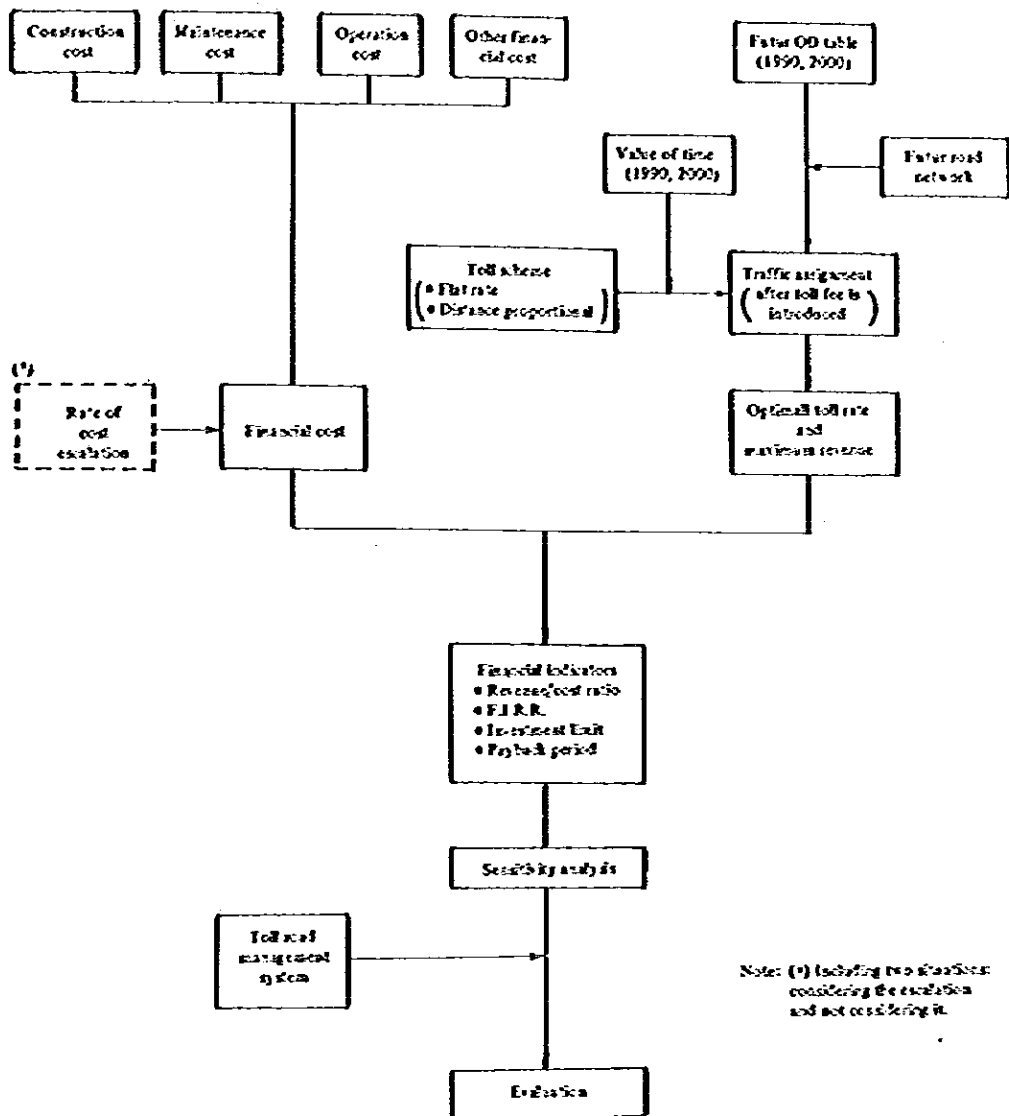 Construction
cost
Maintenance
cost
Operation
cost
Other finan-
cial cost
Futur OD table
(1990, 2000)
Value of time
(1990, 2000)
Futur road
network
Toll scheme
• Flat rate
• Distance proportional
Traffic assignment
(after toll fee is
introduced)
(*)
Rate of
cost
escalation
Financial cost
Optimall toll rate
and
maximum revenue
Financial indicators
• Revenue/cost ratio
• F.I.R.R.
• Investment limit
• Payback period
Sensitivity analysis
Toll road
management
system
Note: (*) Including two situations:
considering the escalation
and not considering it.
Evaluation